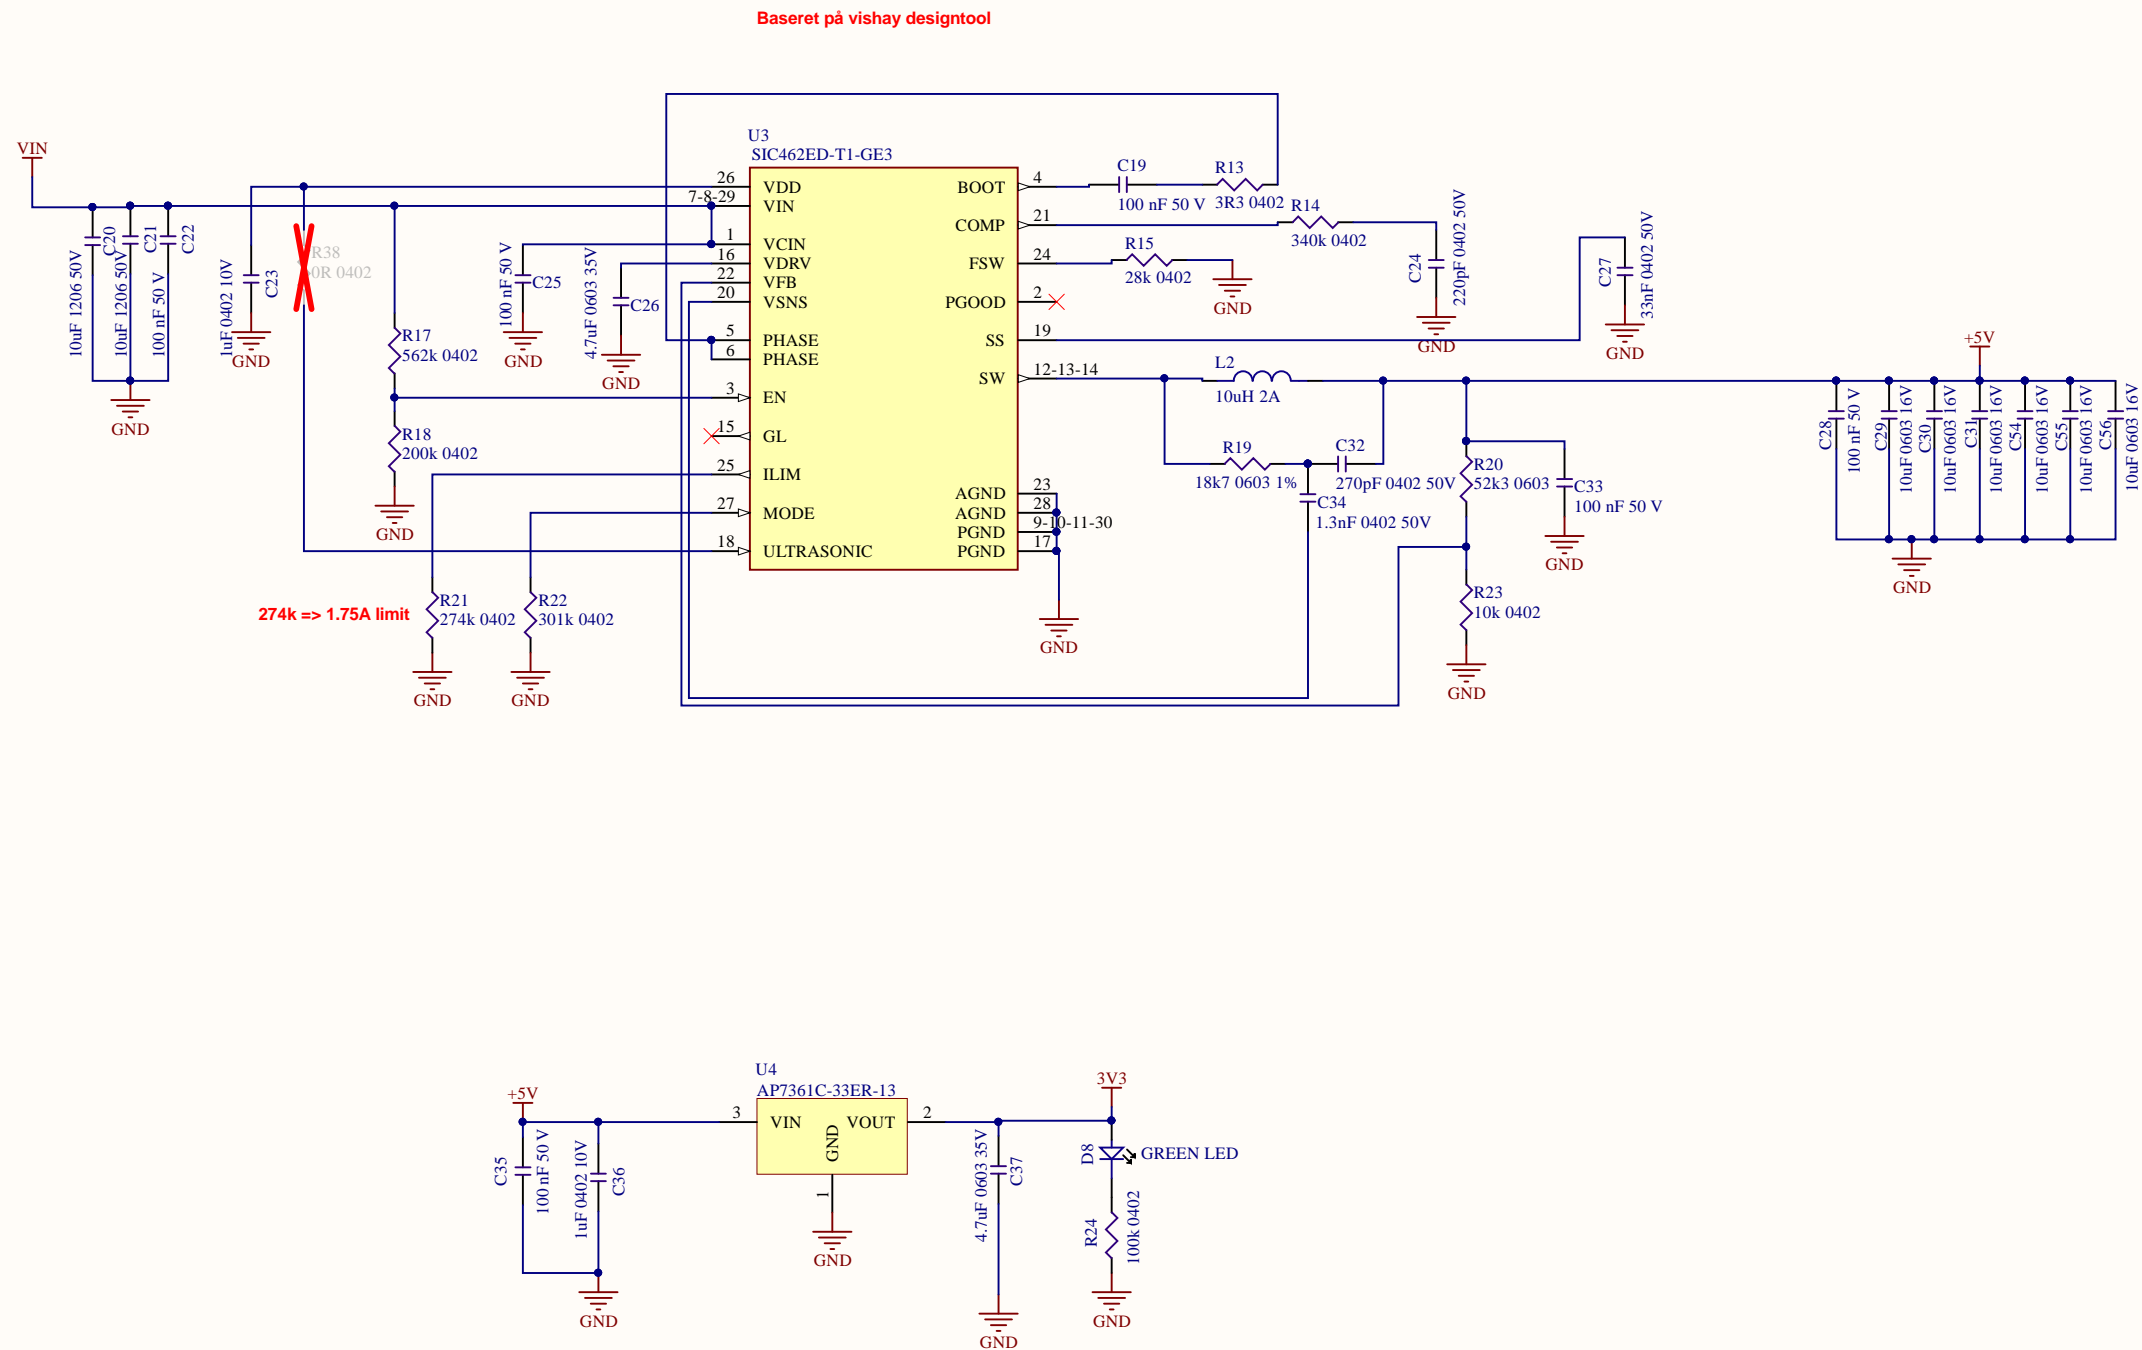 Baseret på vishay designtool
VIN
C20
10uF 1206 50V
C21
10uF 1206 50V
C22
100 nF 50 V
C23
1uF 0402 10V
R38
0R 0402
R17
562k 0402
R18
200k 0402
GND
GND
GND
C25
100 nF 50 V
GND
C26
4.7uF 0603 35V
GND
274k => 1.75A limit
R21
274k 0402
GND
R22
301k 0402
GND
U3
SIC462ED-T1-GE3
26 VDD
7-8-29 VIN
1 VCIN
16 VDRV
22 VFB
20 VSNS
5 PHASE
6 PHASE
3 EN
15 GL
25 ILIM
27 MODE
18 ULTRASONIC
BOOT 4
COMP 21
FSW 24
PGOOD 2
SS 19
SW 12-13-14
AGND 23
AGND 28
PGND 9-10-11-30
PGND 17
GND
C19
100 nF 50 V
R13
3R3 0402
R14
340k 0402
R15
28k 0402
GND
C24
220pF 0402 50V
GND
C27
33nF 0402 50V
GND
L2
10uH 2A
R19
18k7 0603 1%
C32
270pF 0402 50V
C34
1.3nF 0402 50V
R20
52k3 0603
C33
100 nF 50 V
GND
R23
10k 0402
GND
+5V
C28
100 nF 50 V
C29
10uF 0603 16V
C30
10uF 0603 16V
C31
10uF 0603 16V
C54
10uF 0603 16V
C55
10uF 0603 16V
C56
10uF 0603 16V
GND
+5V
C35
100 nF 50 V
C36
1uF 0402 10V
GND
U4
AP7361C-33ER-13
3 VIN
VOUT 2
GND
1
GND
C37
4.7uF 0603 35V
GND
3V3
D8
GREEN LED
R24
100k 0402
GND